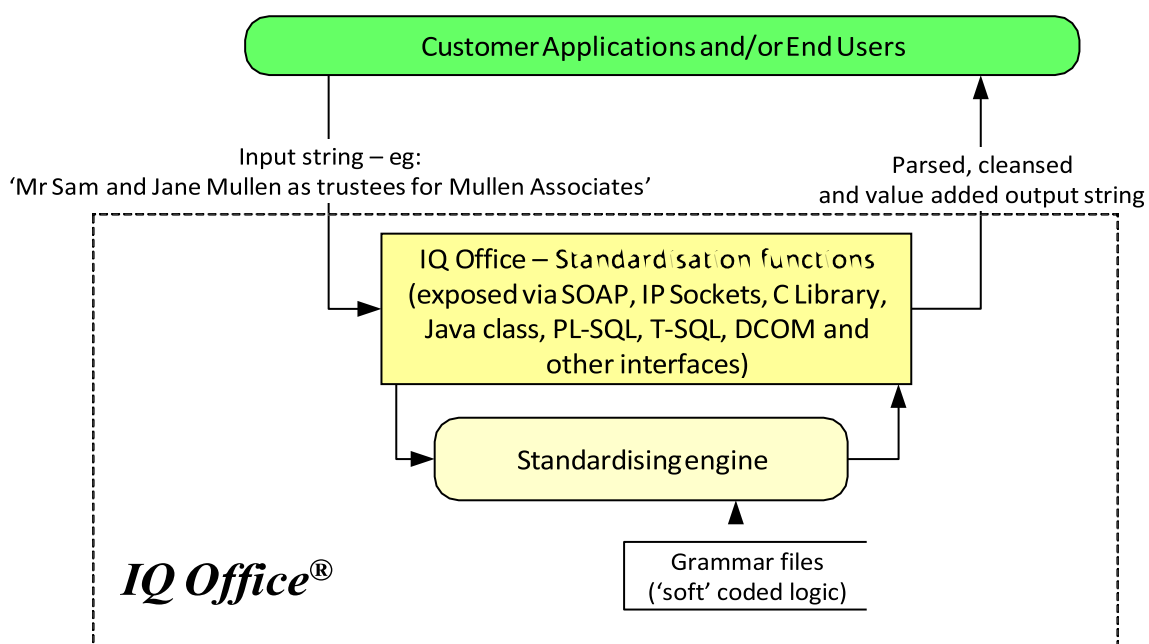 Customer Applications and/or End Users
Input string – eg:
‘Mr Sam and Jane Mullen as trustees for Mullen Associates’
Parsed, cleansed
and value added output string
IQ Office – Standardisation functions
(exposed via SOAP, IP Sockets, C Library,
Java class, PL-SQL, T-SQL, DCOM and
other interfaces)
Standardising engine
Grammar files
(‘soft’ coded logic)
IQ Office®